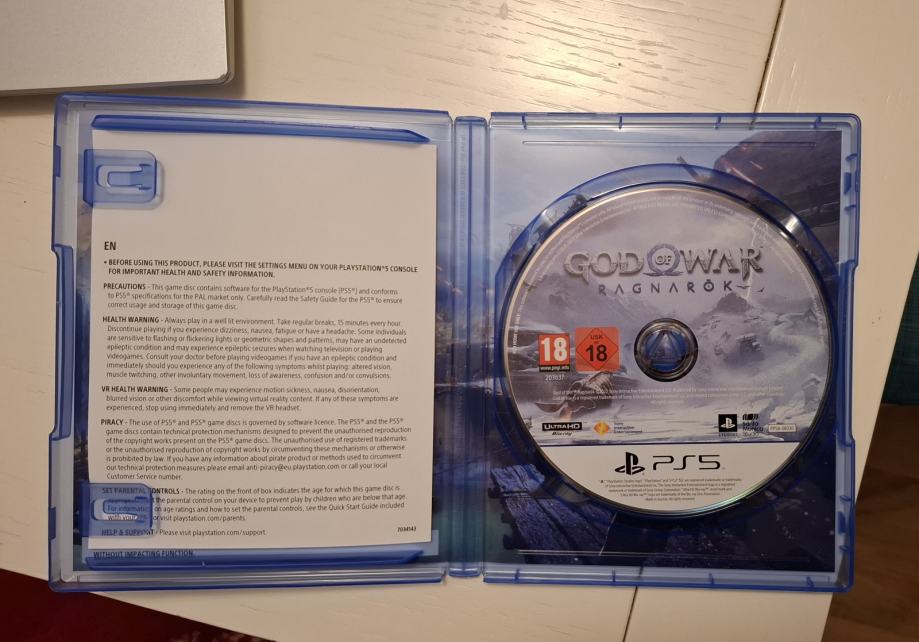 EN
• BEFORE USING THIS PRODUCT, PLEASE VISIT THE SETTINGS MENU ON YOUR PLAYSTATION®5 CONSOLE
FOR IMPORTANT HEALTH AND SAFETY INFORMATION.
PRECAUTIONS – This game disc contains software for the PlayStation®5 console (PS5®) and conforms
to PS5® specifications for the PAL market only. Carefully read the Safety Guide for the PS5® to ensure
correct usage and storage of this game disc.
HEALTH WARNING – Always play in a well lit environment. Take regular breaks, 15 minutes every hour.
Discontinue playing if you experience dizziness, nausea, fatigue or have a headache. Some individuals
are sensitive to flashing or flickering lights or geometric shapes and patterns, may have an undetected
epileptic condition and may experience epileptic seizures when watching television or playing
videogames. Consult your doctor before playing videogames if you have an epileptic condition and
immediately should you experience any of the following symptoms whilst playing: altered vision,
muscle twitching, other involuntary movement, loss of awareness, confusion and/or convulsions.
VR HEALTH WARNING – Some people may experience motion sickness, nausea, disorientation,
blurred vision or other discomfort while viewing virtual reality content. If any of these symptoms are
experienced, stop using immediately and remove the VR headset.
PIRACY – The use of PS5® and PS5® game discs is governed by software licence. The PS5® and the PS5®
game discs contain technical protection mechanisms designed to prevent the unauthorised reproduction
of the copyright works present on the PS5® game discs. The unauthorised use of registered trademarks
or the unauthorised reproduction of copyright works by circumventing these mechanisms or otherwise
is prohibited by law. If you have any information about pirate product or methods used to circumvent
our technical protection measures please email anti-piracy@eu.playstation.com or call your local
Customer Service number.
SET PARENTAL CONTROLS – The rating on the front of box indicates the age for which this game disc is
the parental control on your device to prevent play by children who are below that age.
For information on age ratings and how to set the parental controls, see the Quick Start Guide included
with your or visit playstation.com/parents.
HELP & SUPPORT – Please visit playstation.com/support.
7034143
WITHOUT IMPACTING FUNCTION
GOD OF WAR
RAGNARÖK
18
www.pegi.info
USK
18
203637
ULTRAHD
Blu-ray
Sony
Interactive
Entertainment
PlayStation
Studios
Santa
Monica
Studio
PS5